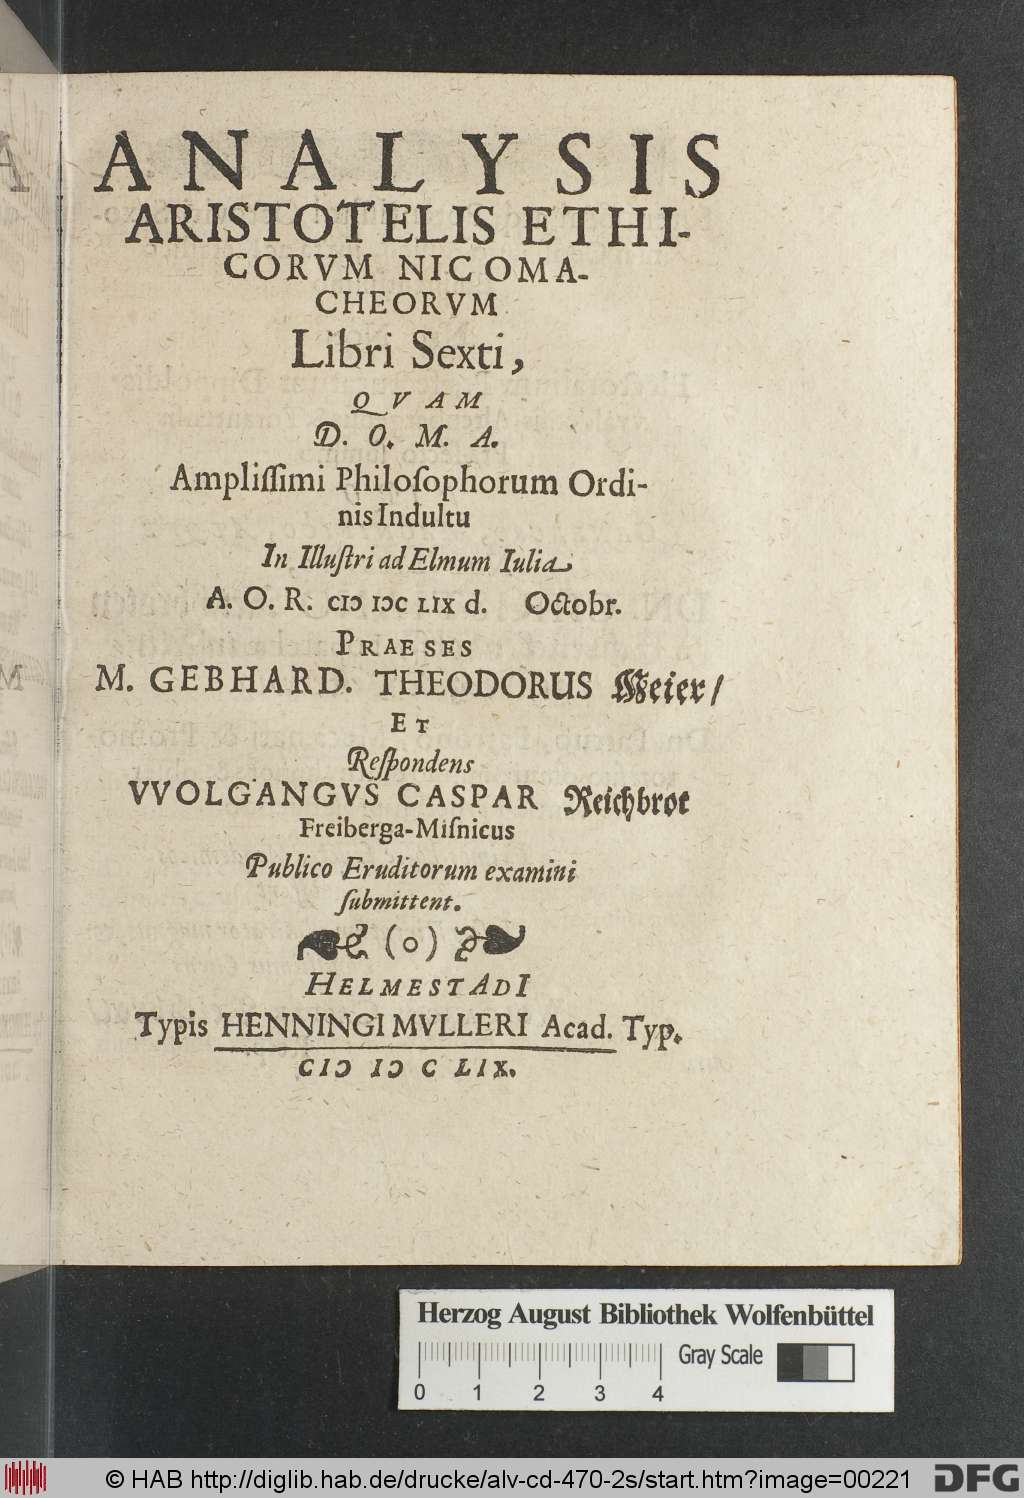 ANALYSIS
ARISTOTELIS ETHI-
CORVM NICOMA-
CHEORVM
Libri Sexti,
QVAM
D. O. M. A.
Ampliſſimi Philoſophorum Ordi-
nis Indultu
In Illuſtri ad Elmum Iulia
A. O. R. CIↃ IↃC LIX d. Octobr.
PRAESES
M. GEBHARD. THEODORUS Meier/
ET
Reſpondens
VVOLGANGVS CASPAR Reichbrot
Freiberga-Miſnicus
Publico Eruditorum examini
ſubmittent.
(o)
HELMESTADI
Typis HENNINGI MVLLERI Acad. Typ.
CIↃ IↃ C LIX.
Herzog August Bibliothek Wolfenbüttel
0 1 2 3 4 Gray Scale
© HAB http://diglib.hab.de/drucke/alv-cd-470-2s/start.htm?image=00221 DFG